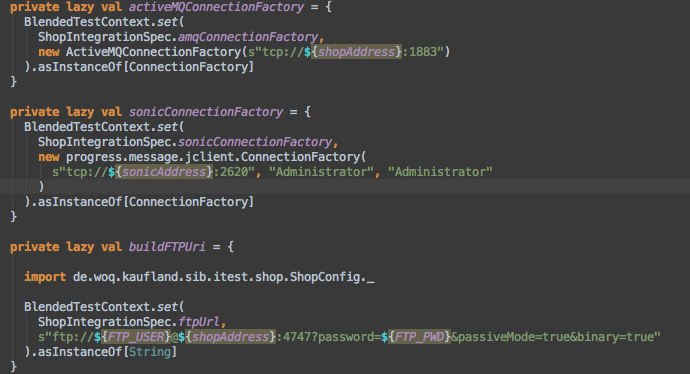 private lazy val activeMQConnectionFactory = {
  BlendedTestContext.set(
    ShopIntegrationSpec.amqConnectionFactory,
    new ActiveMQConnectionFactory(s"tcp://${shopAddress}:1883")
  ).asInstanceOf[ConnectionFactory]
}

private lazy val sonicConnectionFactory = {
  BlendedTestContext.set(
    ShopIntegrationSpec.sonicConnectionFactory,
    new progress.message.jclient.ConnectionFactory(
      s"tcp://${sonicAddress}:2620", "Administrator", "Administrator"
    )
  ).asInstanceOf[ConnectionFactory]
}

private lazy val buildFTPUri = {

  import de.woq.kaufland.sib.itest.shop.ShopConfig._

  BlendedTestContext.set(
    ShopIntegrationSpec.ftpUrl,
    s"ftp://${FTP_USER}@${shopAddress}:4747?password=${FTP_PWD}&passiveMode=true&binary=true"
  ).asInstanceOf[String]
}